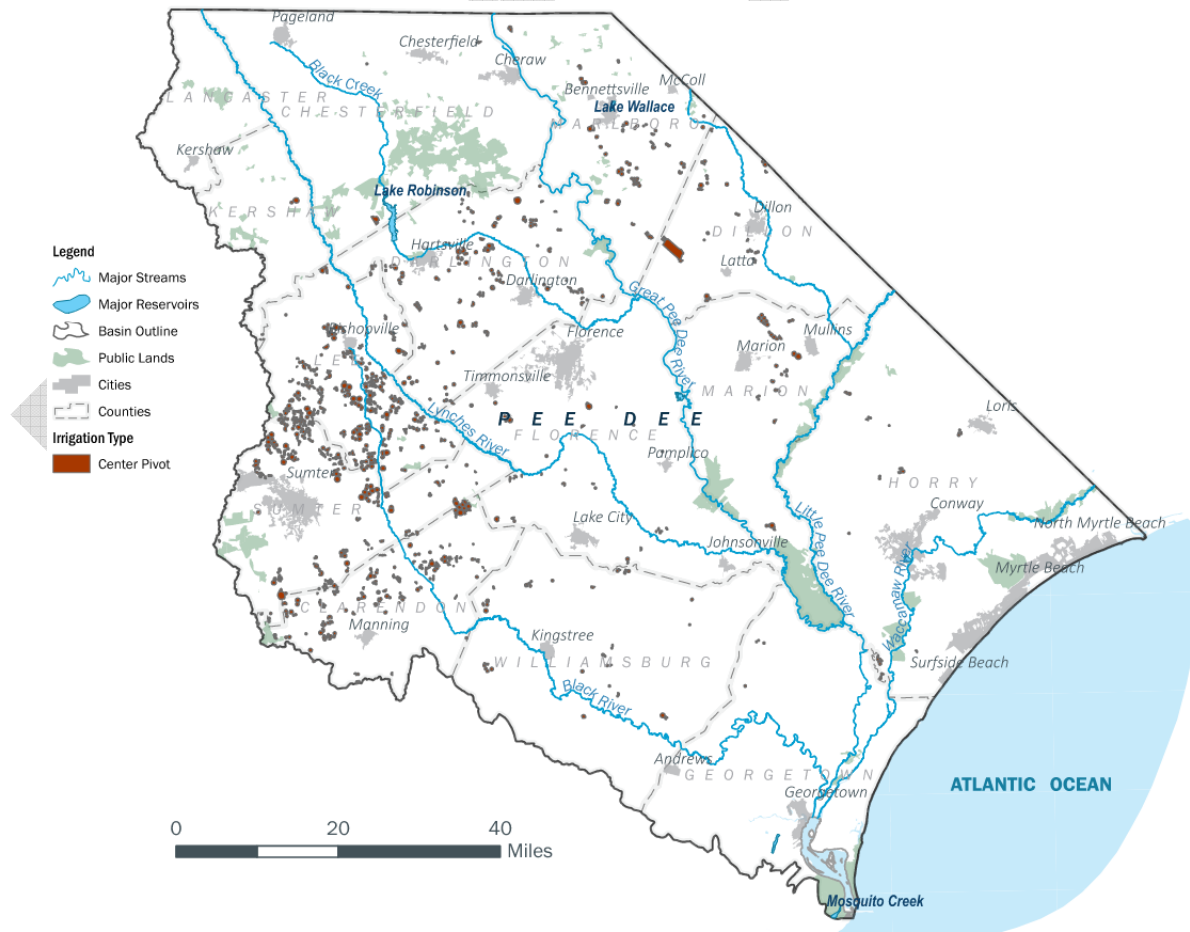 Pageland
Chesterfield
Cheraw
Black Creek
McColl
Bennettsville
Lake Wallace
LANCASTER
CHESTERFIELD
MARLBORO
Kershaw
Lake Robinson
KERSHAW
Dillon
DILLON
Hartsville
DARLINGTON
Latta
Darlington
Great Pee Dee River
Legend
Major Streams
Major Reservoirs
Basin Outline
Public Lands
Cities
Counties
Irrigation Type
Center Pivot
Bishopville
Florence
Mullins
Marion
LEE
Timmonsville
MARION
Lynches River
PEE DEE
FLORENCE
Loris
Pamplico
Sumter
SUMTER
HORRY
Conway
Lake City
Little Pee Dee River
North Myrtle Beach
Johnsonville
Waccamaw River
Myrtle Beach
CLARENDON
Manning
Kingstree
WILLIAMSBURG
Surfside Beach
Black River
Andrews
GEORGETOWN
Georgetown
ATLANTIC OCEAN
0 20 40 Miles
Mosquito Creek